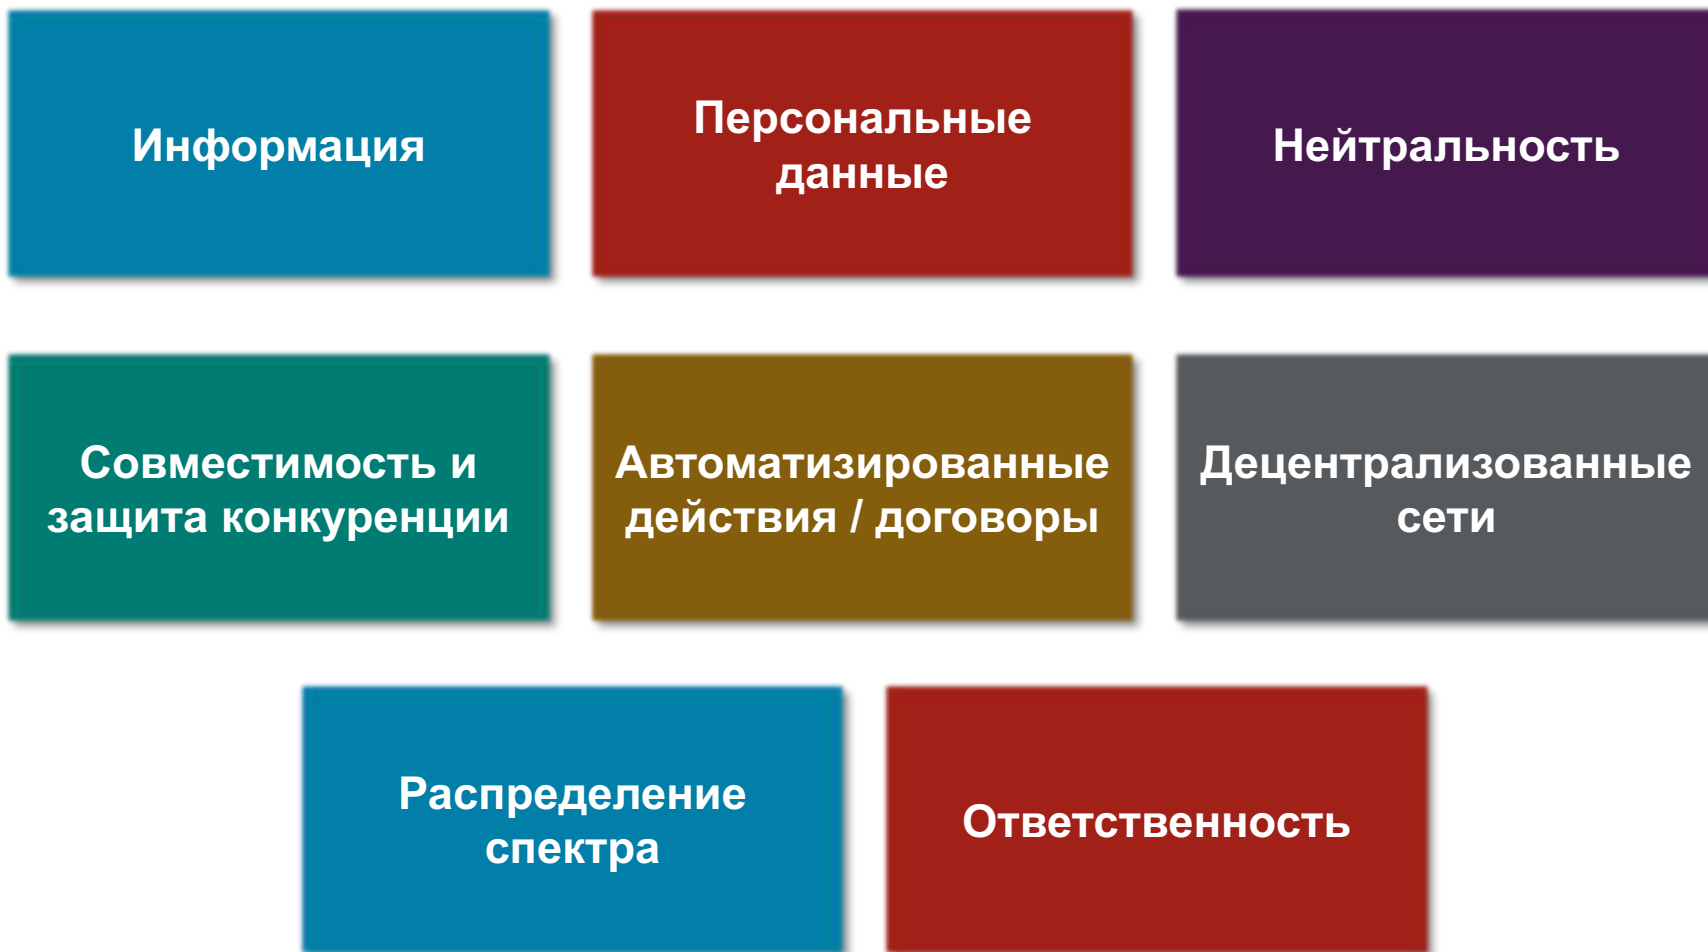 Информация
Персональные
данные
Нейтральность
Совместимость и
защита конкуренции
Автоматизированные
действия / договоры
Децентрализованные
сети
Распределение
спектра
Ответственность